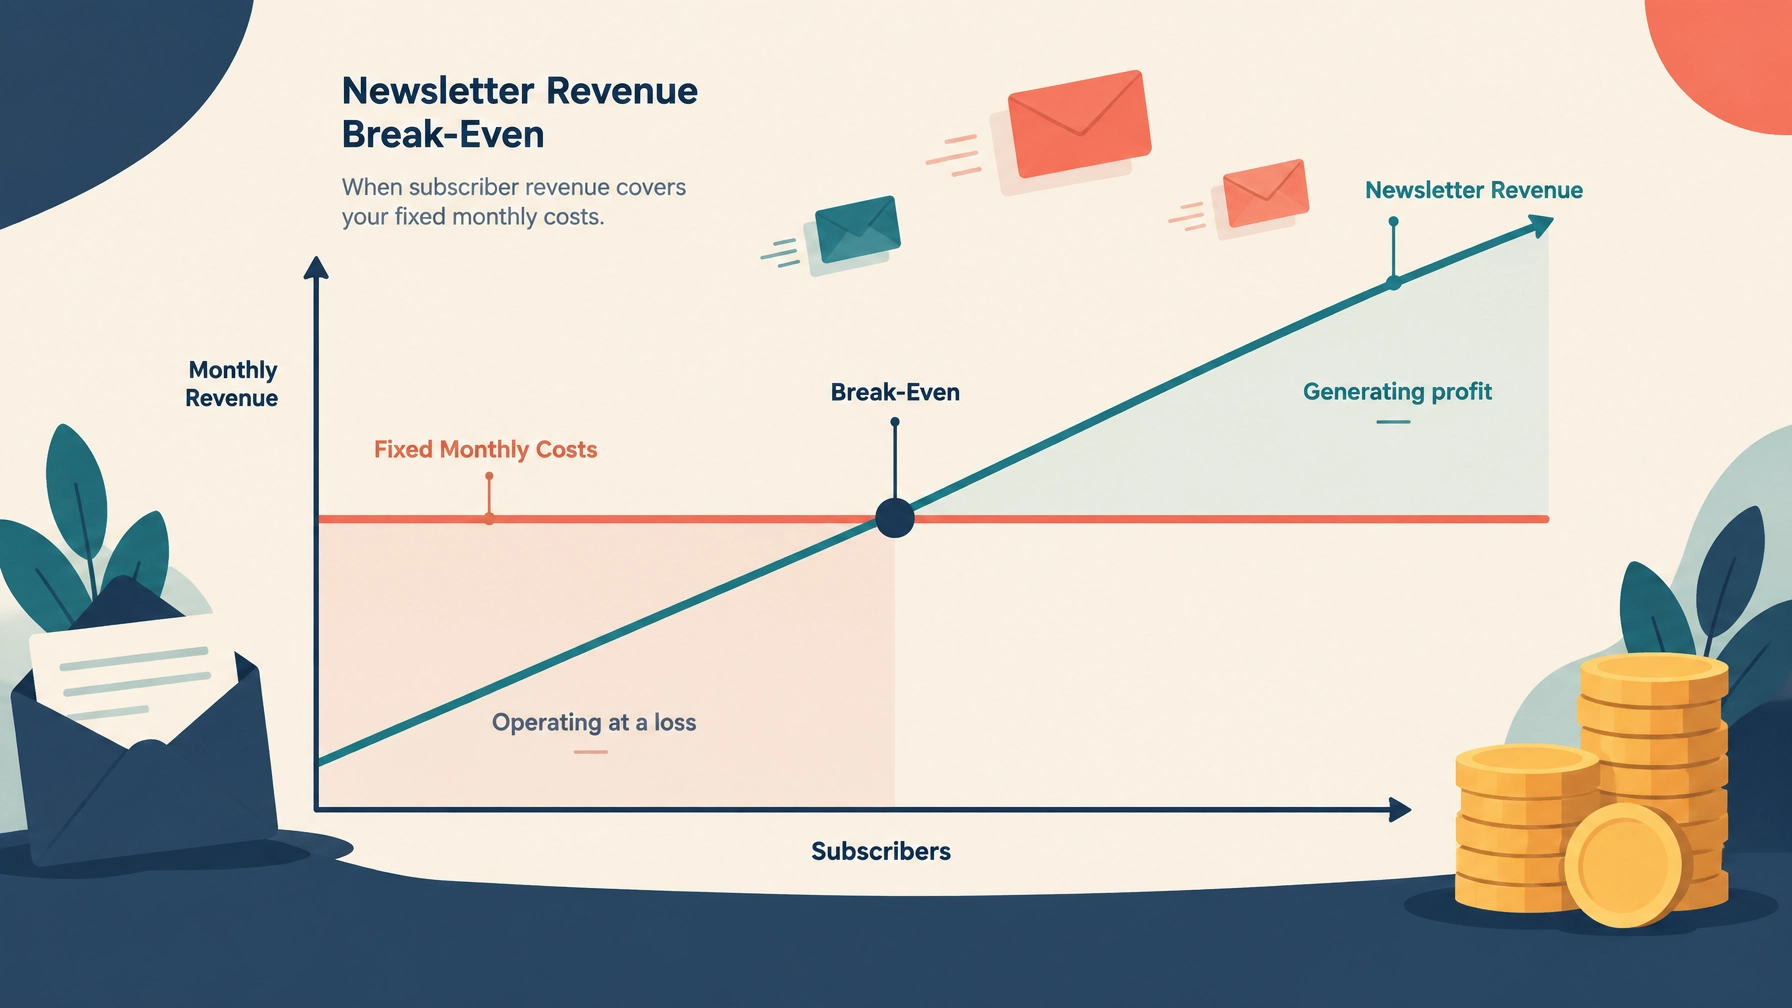 Newsletter Revenue
Break-Even
When subscriber revenue covers
your fixed monthly costs.
Newsletter Revenue
Monthly
Revenue
Break-Even
Generating profit
Fixed Monthly Costs
Operating at a loss
Subscribers